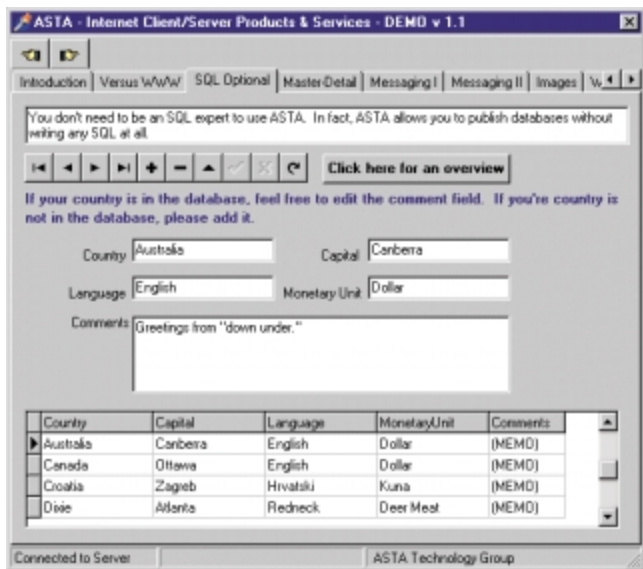 ASTA - Internet Client/Server Products & Services - DEMO v 1.1
Introduction Versus WWW SQL Optional Master-Detail Messaging I Messaging II Images
You don't need to be an SQL expert to use ASTA. In fact, ASTA allows you to publish databases without
writing any SQL at all.
Click here for an overview
If your country is in the database, feel free to edit the comment field. If you're country is
not in the database, please add it.
Country Australia Capital Canberra
Language English Monetary Unit Dollar
Comments Greetings from "down under."
Country Capital Language MonetaryUnit Comments
Australia Canberra English Dollar (MEMO)
Canada Ottawa English Dollar (MEMO)
Croatia Zagreb Hrvatski Kuna (MEMO)
Dixie Atlanta Redneck Deer Meat (MEMO)
Connected to Server ASTA Technology Group